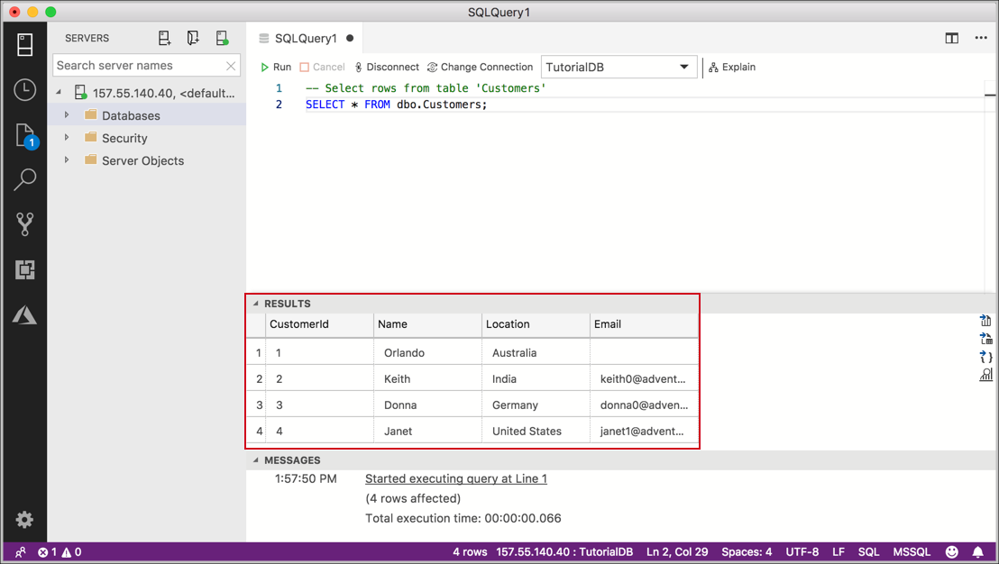 SQLQuery1
SERVERS
Search server names
157.55.140.40, <default...
Databases
Security
Server Objects
1
SQLQuery1
Run Cancel Disconnect Change Connection TutorialDB Explain
1 -- Select rows from table 'Customers'
2 SELECT * FROM dbo.Customers;
RESULTS
CustomerId Name Location Email
1 1 Orlando Australia
2 2 Keith India keith0@advent...
3 3 Donna Germany donna0@adven...
4 4 Janet United States janet1@advent...
MESSAGES
1:57:50 PM Started executing query at Line 1
(4 rows affected)
Total execution time: 00:00:00.066
1 0 4 rows 157.55.140.40 : TutorialDB Ln 2, Col 29 Spaces: 4 UTF-8 LF SQL MSSQL